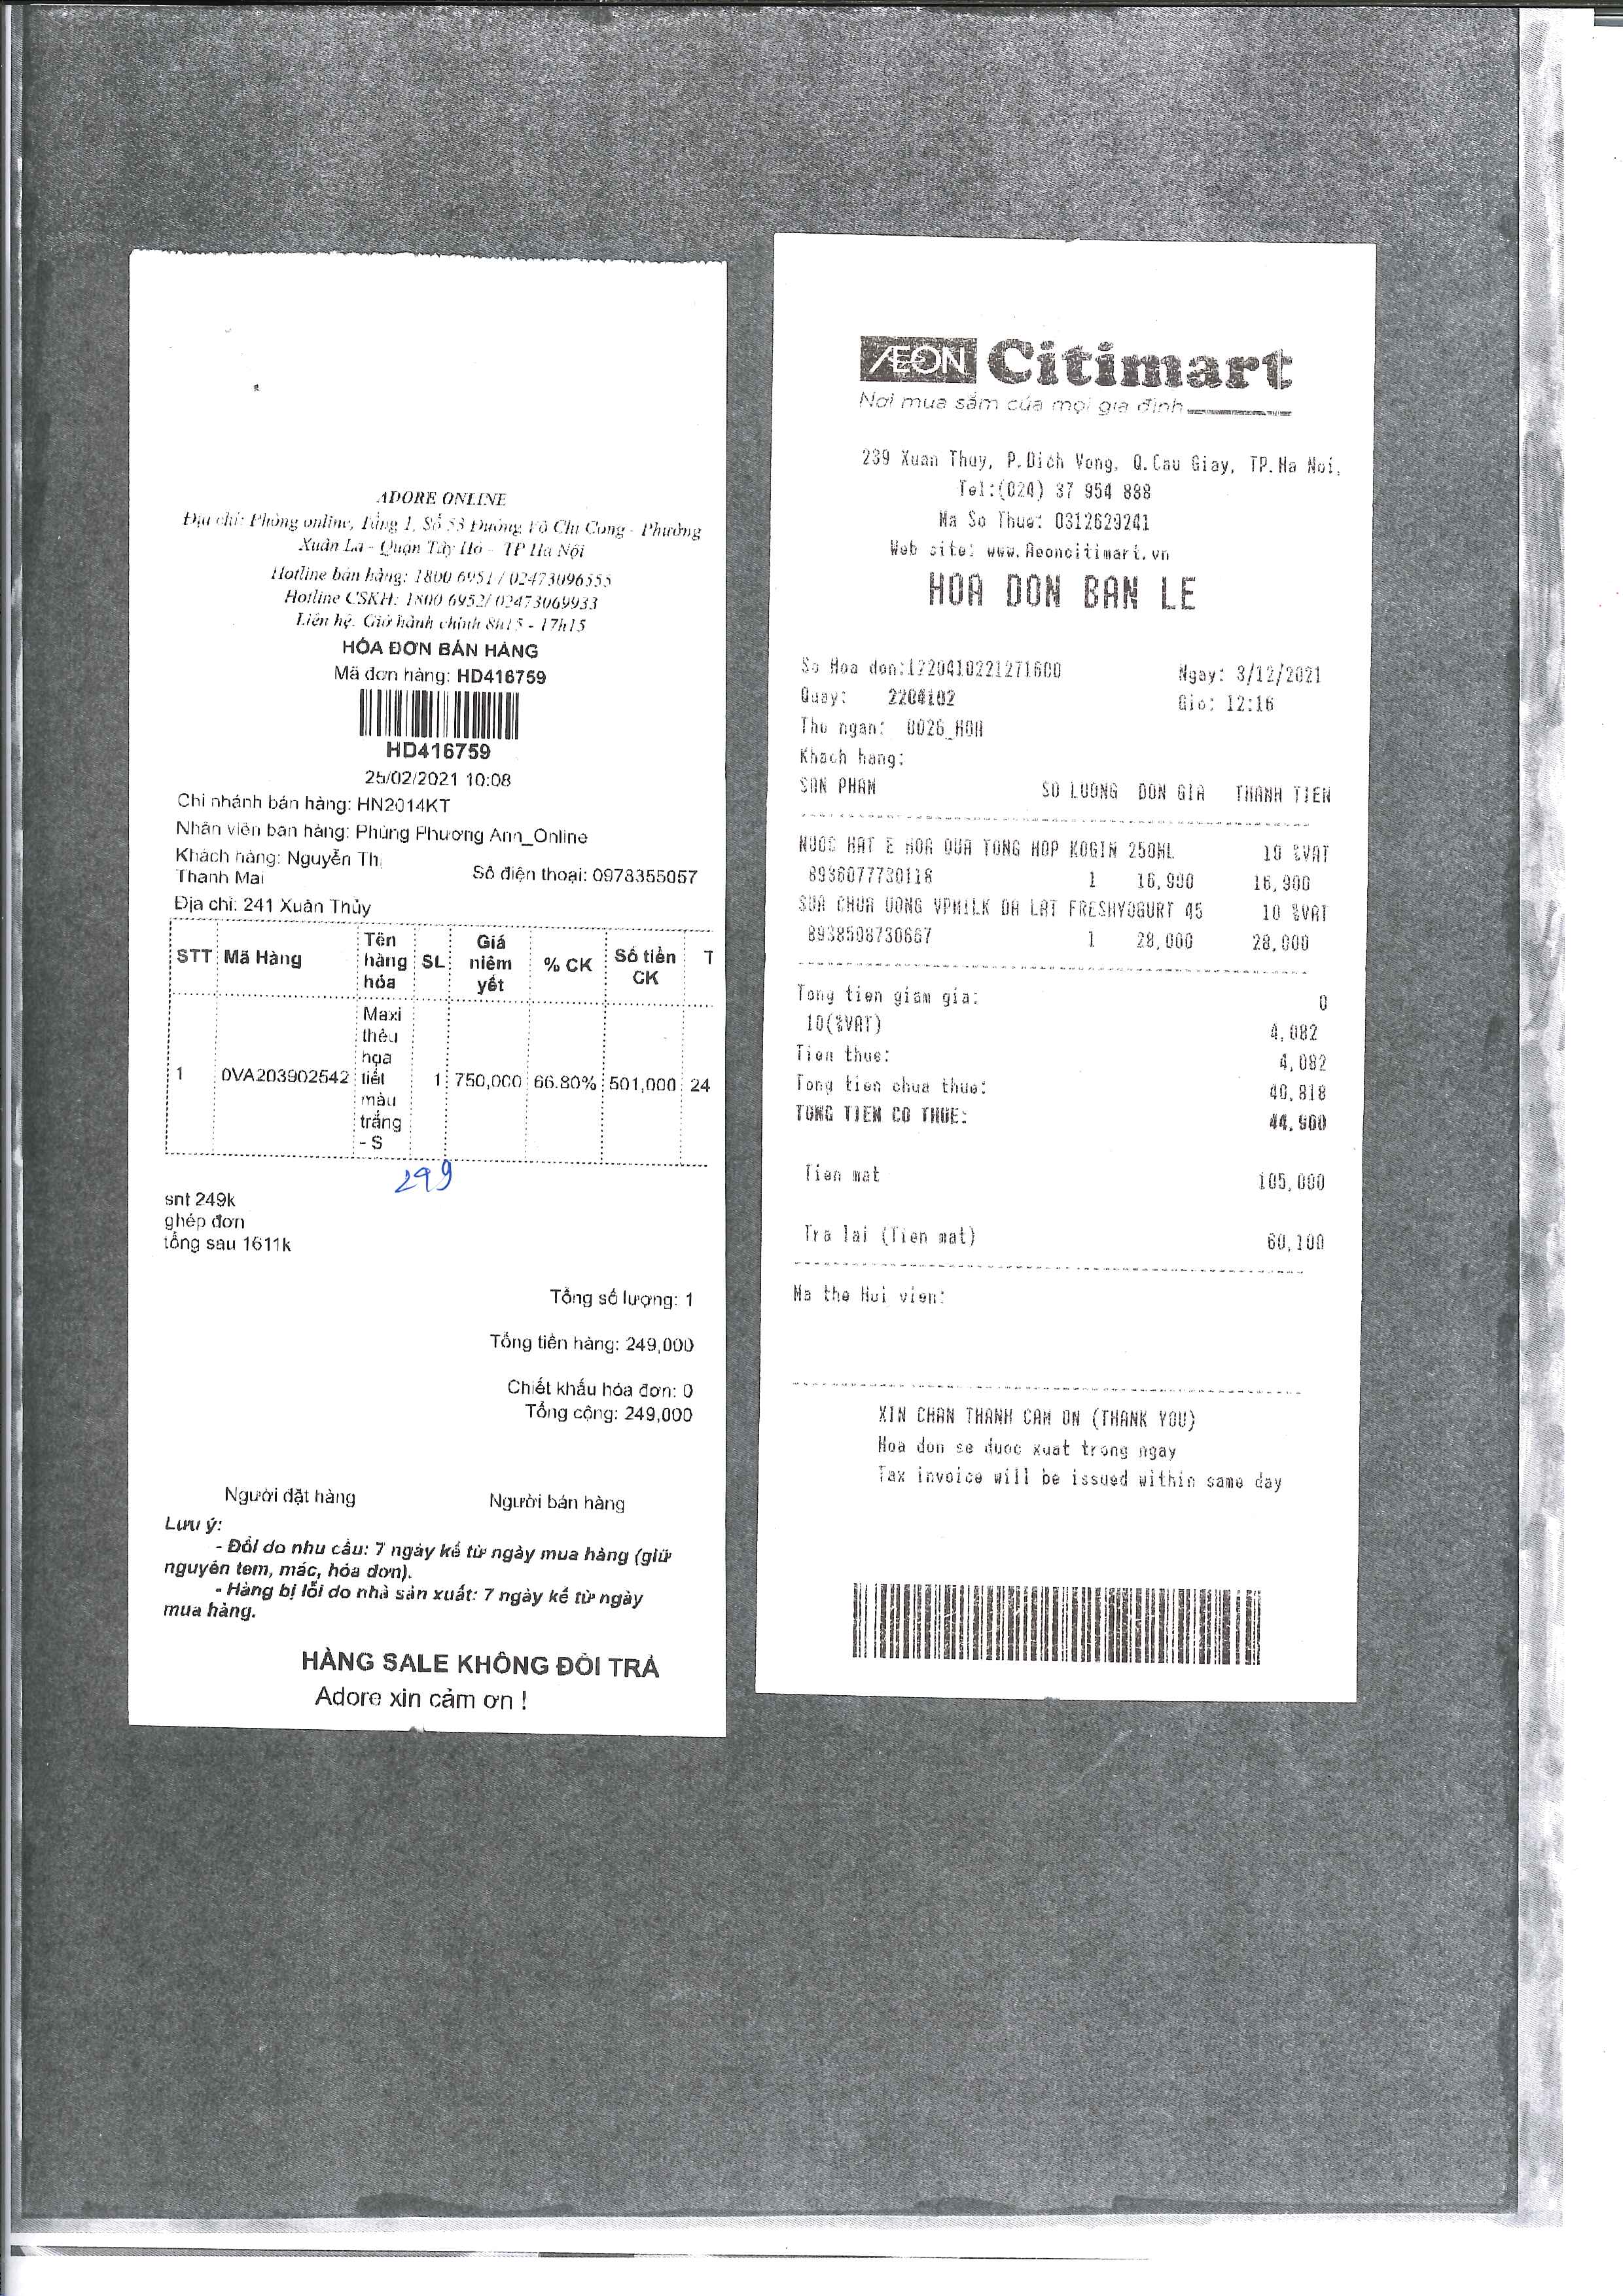 ADORE ONLINE
Địa chỉ: Phòng online, Tầng 1, Số 53 Đường Võ Chí Công - Phường
Xuân La - Quận Tây Hồ - TP Hà Nội
Hotline bán hàng: 1800 6951 / 02473096555
Hotline CSKH: 1800 6952/ 02473069933
Liên hệ: Giờ hành chính 8h15 - 17h15
HÓA ĐƠN BÁN HÀNG
Mã đơn hàng: HD416759
HD416759
25/02/2021 10:08
Chi nhánh bán hàng: HN2014KT
Nhân viên bán hàng: Phùng Phương Ann_Online
Khách hàng: Nguyễn Thị
Thanh Mai
Số điện thoại: 0978355057
Địa chỉ: 241 Xuân Thủy
STT Mã Hàng Tên hàng hóa SL Giá niêm yết % CK Số tiền CK T
1 0VA203902542 Maxi thêu họa tiết màu trắng - S 1 750,000 66.80% 501,000 24
299
snt 249k
ghép đơn
tổng sau 1611k
Tổng số lượng: 1
Tổng tiền hàng: 249,000
Chiết khấu hóa đơn: 0
Tổng cộng: 249,000
Người đặt hàng Người bán hàng
Lưu ý:
- Đổi do nhu cầu: 7 ngày kể từ ngày mua hàng (giữ
nguyên tem, mác, hóa đơn).
- Hàng bị lỗi do nhà sản xuất: 7 ngày kể từ ngày
mua hàng.
HÀNG SALE KHÔNG ĐỔI TRẢ
Adore xin cảm ơn !
ÆON Citimart
Nơi mua sắm của mọi gia đình
239 Xuan Thuy, P.Dich Vong, Q.Cau Giay, TP.Ha Noi,
Tel:(024) 37 954 888
Ma So Thue: 0312629241
Web site: www.Aeoncitimart.vn
HOA DON BAN LE
So Hoa don:1220410221271600 Ngay: 3/12/2021
Quay: 2204102 Gio: 12:16
Thu ngan: 0026_HOA
Khach hang:
SAN PHAM SO LUONG DON GIA THANH TIEN
NUOC HAT E HOA QUA TONG HOP KOGIN 250ML 10 %VAT
8936077730118 1 16,900 16,900
SUA CHUA UONG VPMILK DA LAT FRESHYOGURT 45 10 %VAT
8938508730667 1 28,000 28,000
Tong tien giam gia: 0
10(%VAT) 4,082
Tien thue: 4,082
Tong tien chua thue: 40,818
TONG TIEN CO THUE: 44,900
Tien mat 105,000
Tra lai (Tien mat) 60,100
Ma the Hoi vien:
XIN CHAN THANH CAM ON (THANK YOU)
Hoa don se duoc xuat trong ngay
Tax invoice will be issued within same day